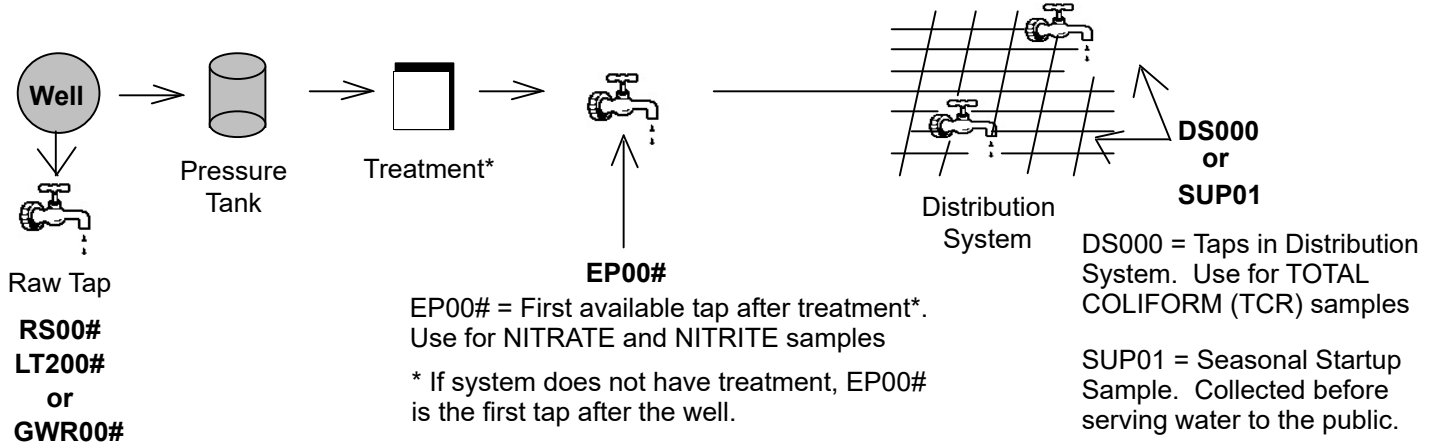 Well
Pressure
Tank
Treatment*
Raw Tap
RS00#
LT200#
or
GWR00#
EP00#
EP00# = First available tap after treatment*.
Use for NITRATE and NITRITE samples
* If system does not have treatment, EP00#
is the first tap after the well.
Distribution
System
DS000
or
SUP01
DS000 = Taps in Distribution
System. Use for TOTAL
COLIFORM (TCR) samples
SUP01 = Seasonal Startup
Sample. Collected before
serving water to the public.